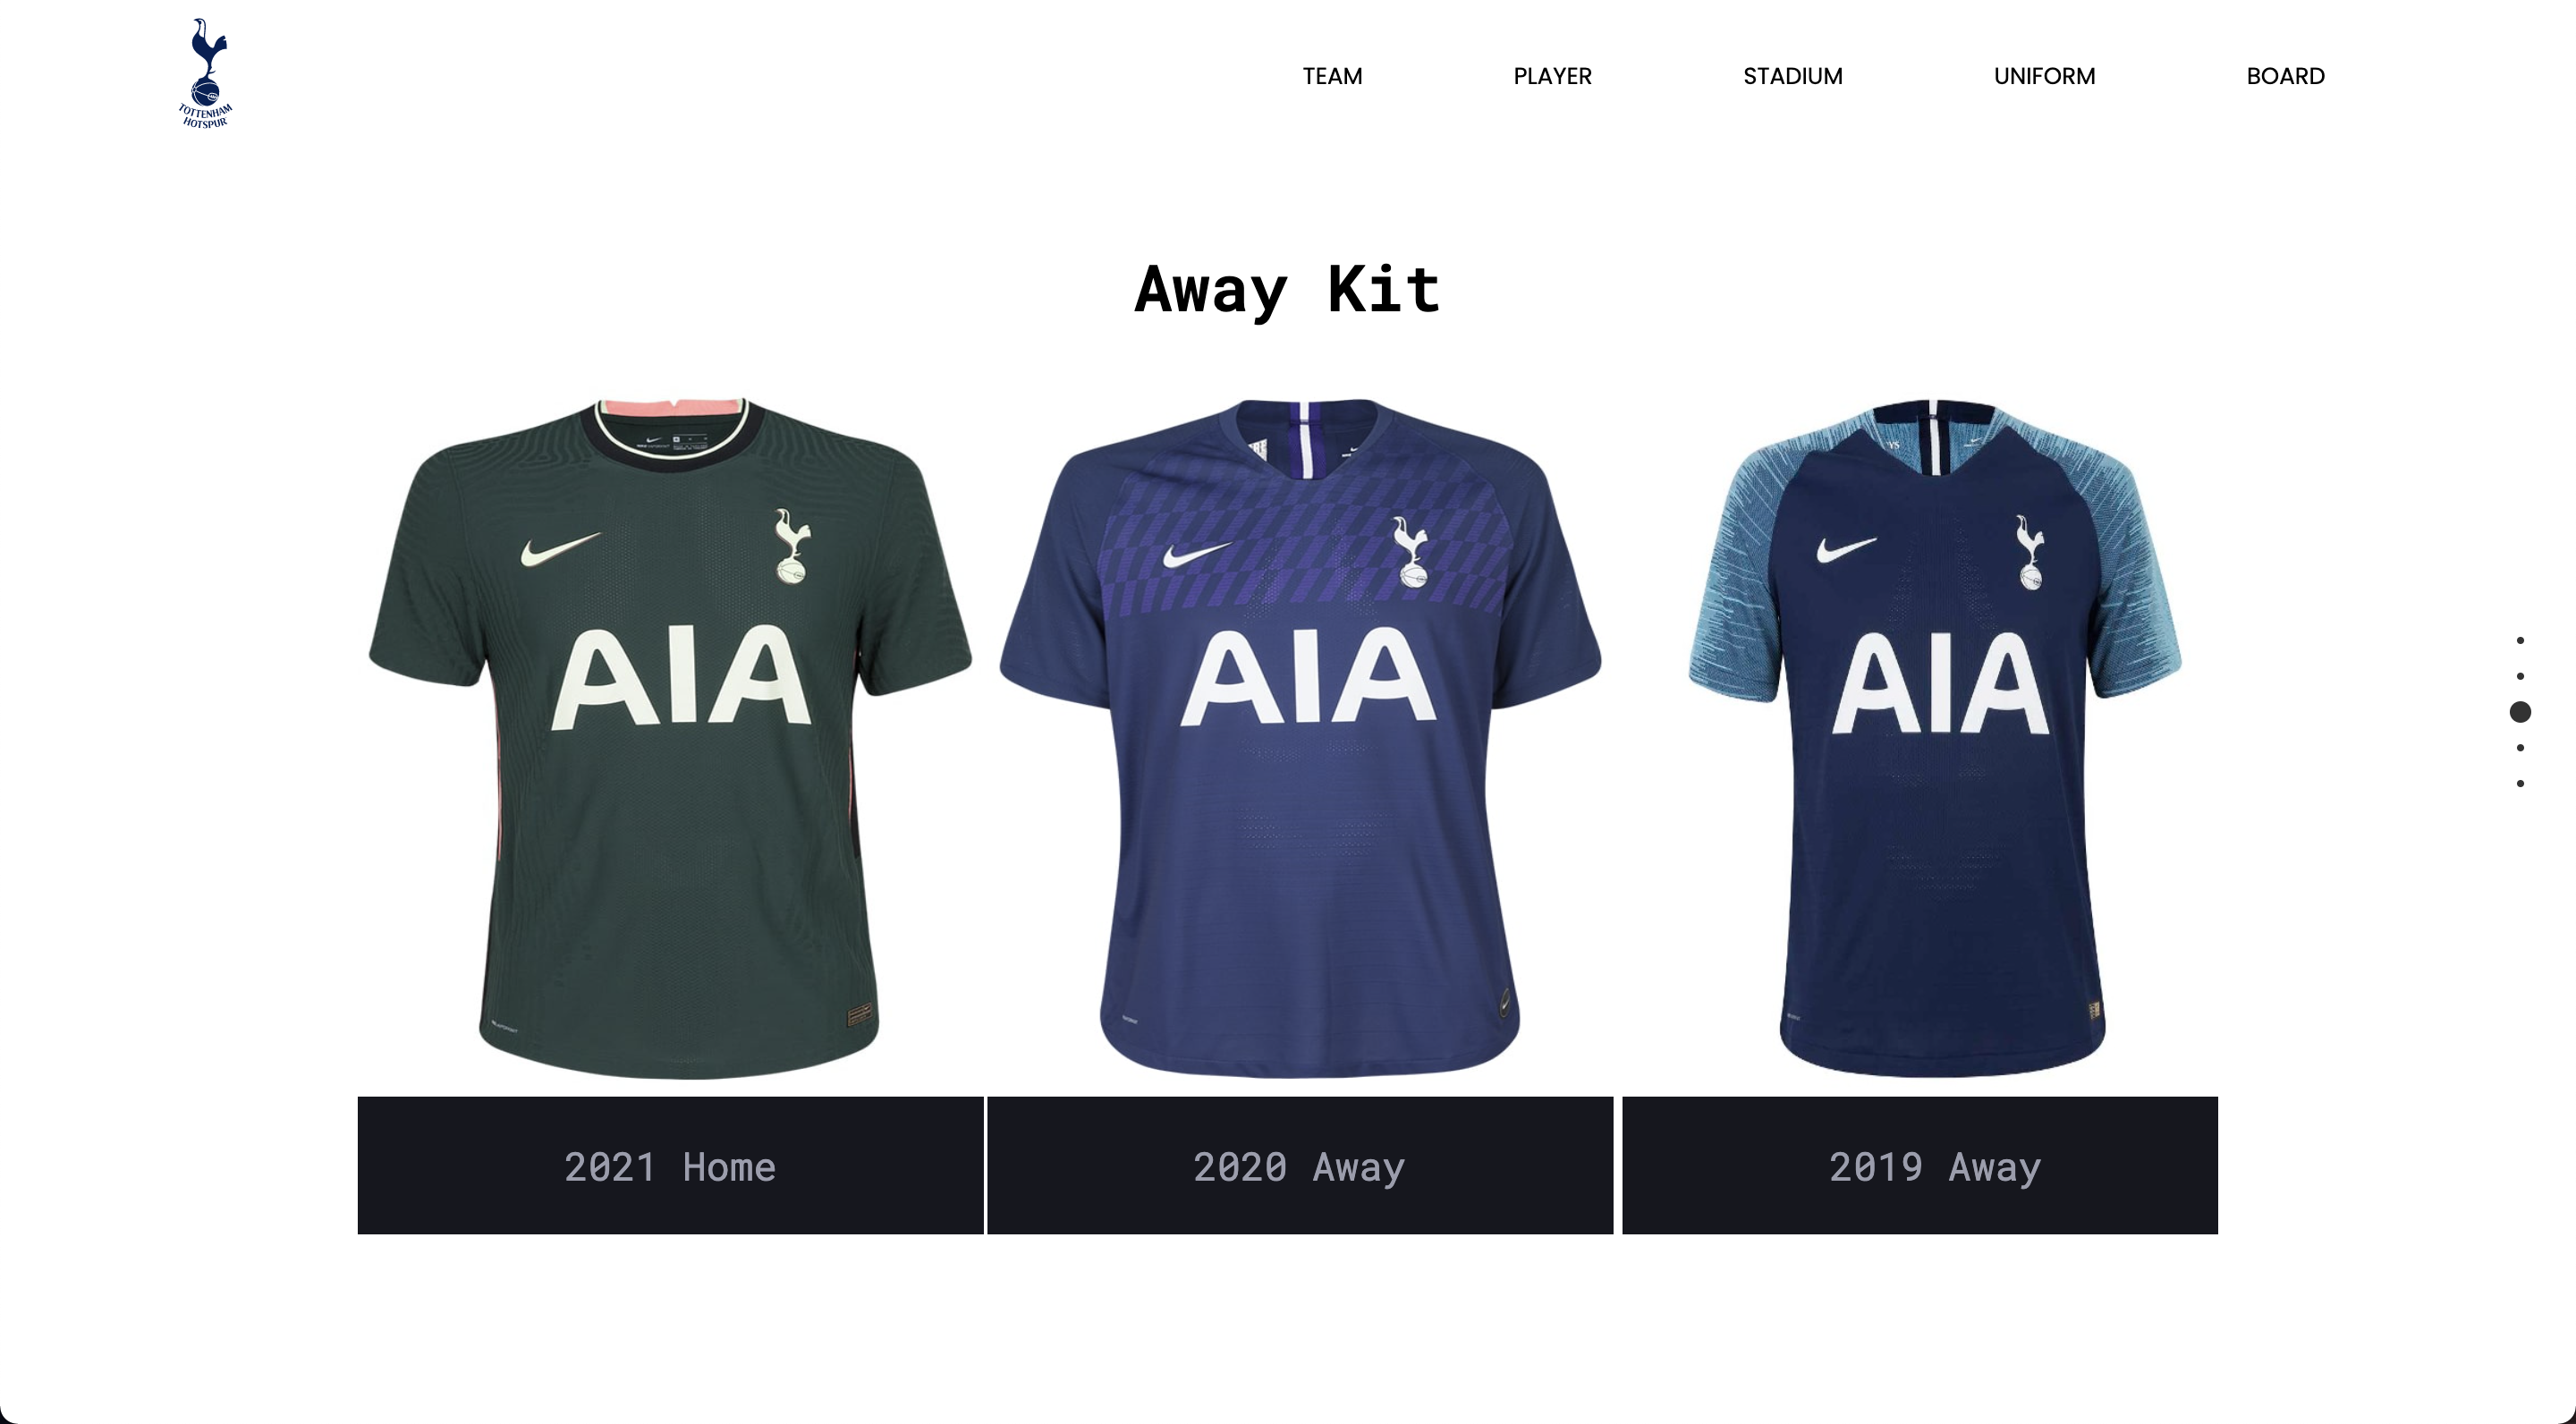 TOTTENHAM
HOTSPUR
TEAM PLAYER STADIUM UNIFORM BOARD
Away Kit
AIA AIA AIA
2021 Home 2020 Away 2019 Away